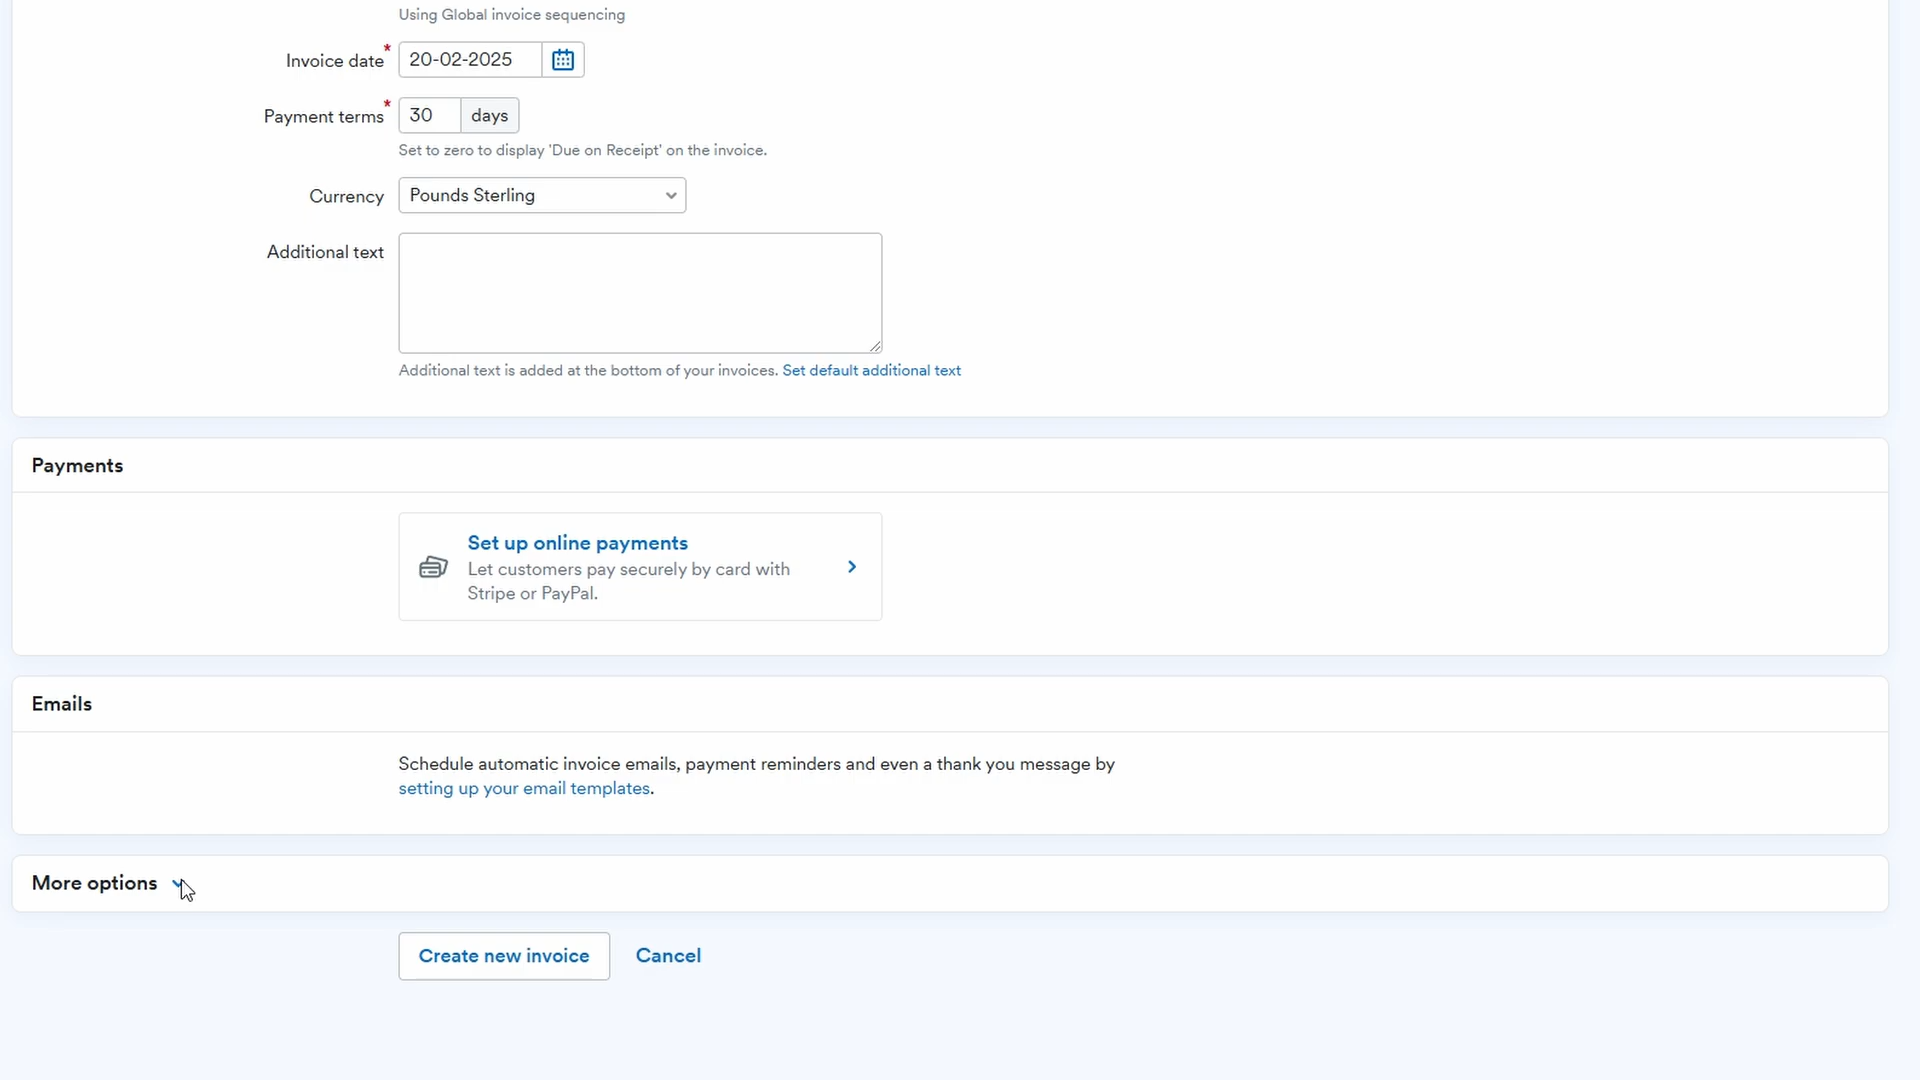 Using Global invoice sequencing
Invoice date*
20-02-2025
Payment terms*
30 days
Set to zero to display 'Due on Receipt' on the invoice.
Currency
Pounds Sterling
Additional text
Additional text is added at the bottom of your invoices. Set default additional text
Payments
Set up online payments
Let customers pay securely by card with
Stripe or PayPal.
Emails
Schedule automatic invoice emails, payment reminders and even a thank you message by
setting up your email templates.
More options
Create new invoice
Cancel